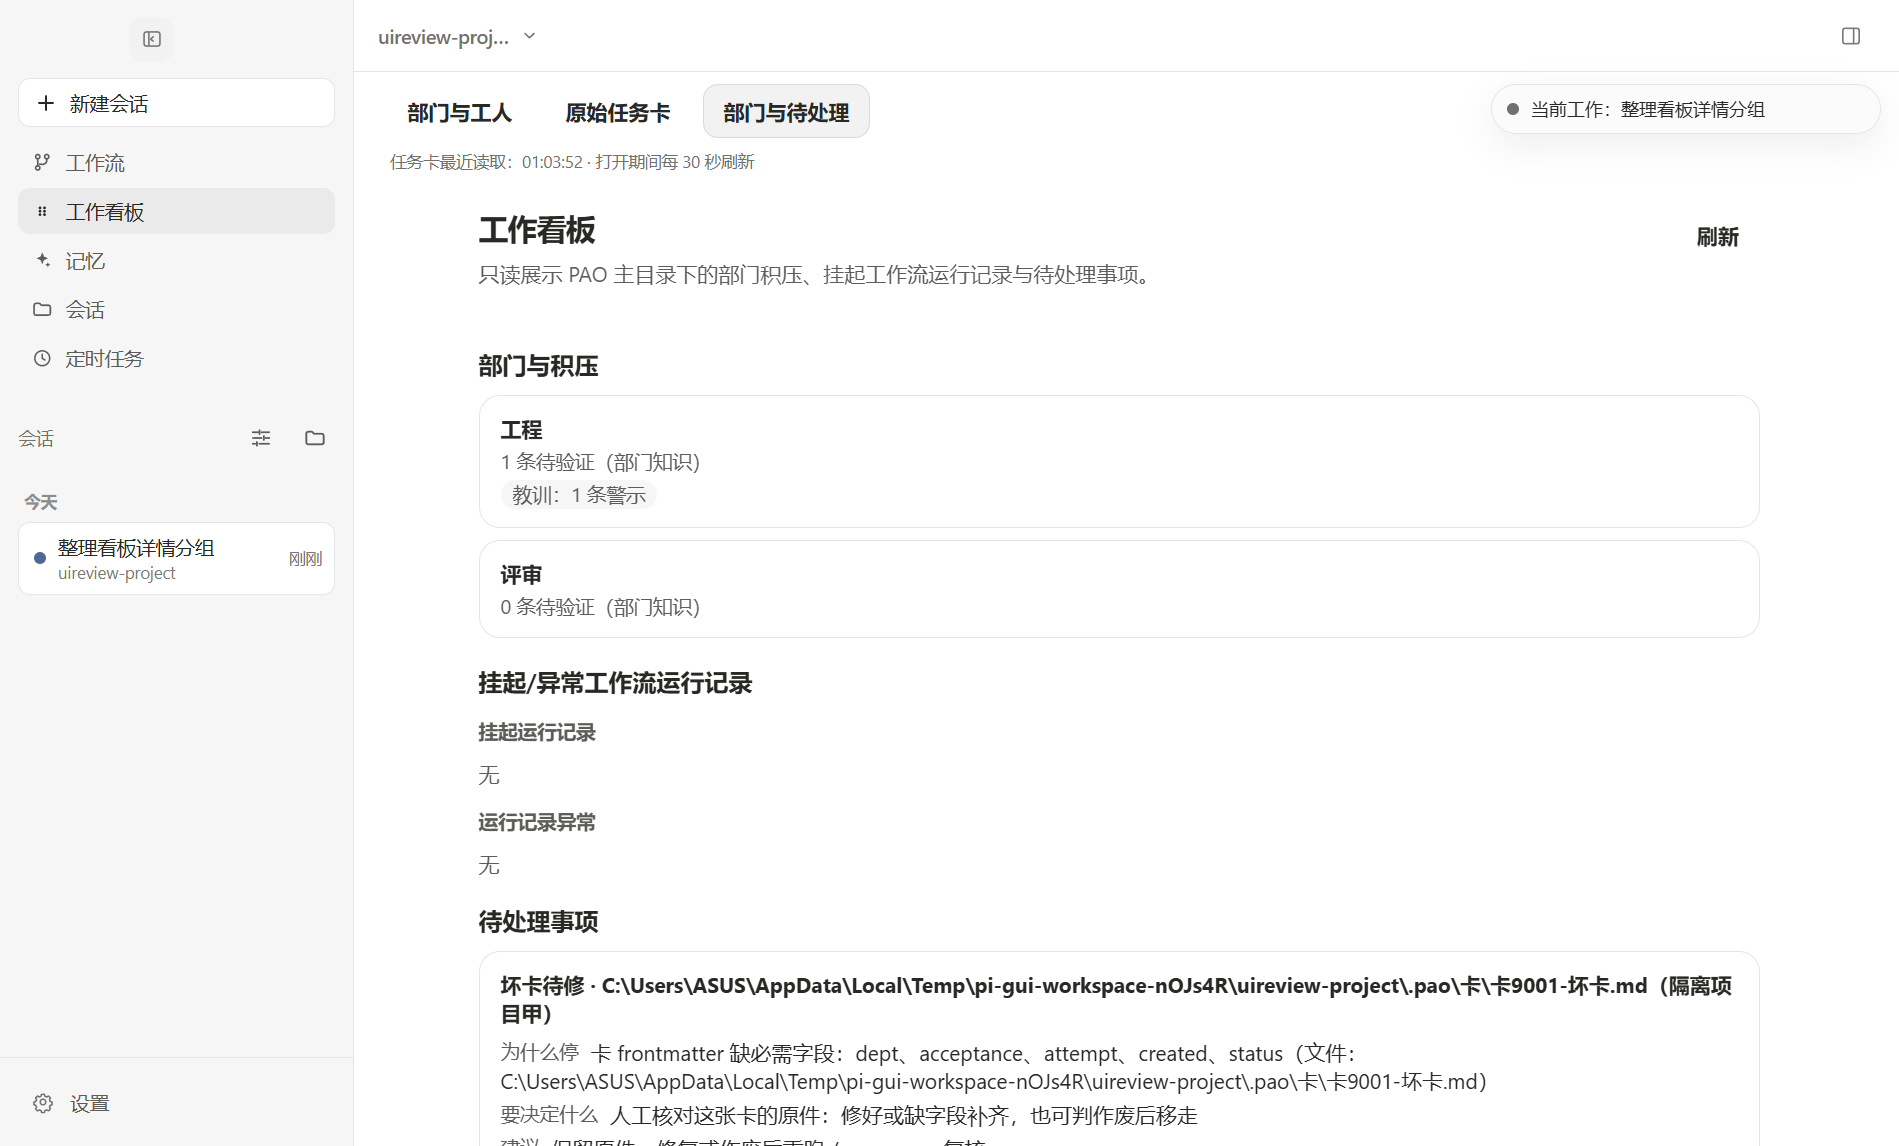 新建会话
工作流
工作看板
记忆
会话
定时任务
会话
今天
整理看板详情分组
刚刚
uireview-project
设置
uireview-proj...
部门与工人
原始任务卡
部门与待处理
当前工作：整理看板详情分组
任务卡最近读取：01:03:52 · 打开期间每 30 秒刷新
工作看板
刷新
只读展示 PAO 主目录下的部门积压、挂起工作流运行记录与待处理事项。
部门与积压
工程
1 条待验证（部门知识）
教训：1 条警示
评审
0 条待验证（部门知识）
挂起/异常工作流运行记录
挂起运行记录
无
运行记录异常
无
待处理事项
坏卡待修 · C:\Users\ASUS\AppData\Local\Temp\pi-gui-workspace-nOJs4R\uireview-project\.pao\卡\卡9001-坏卡.md（隔离项
目甲）
为什么停 卡 frontmatter 缺必需字段：dept、acceptance、attempt、created、status（文件：
C:\Users\ASUS\AppData\Local\Temp\pi-gui-workspace-nOJs4R\uireview-project\.pao\卡\卡9001-坏卡.md）
要决定什么 人工核对这张卡的原件：修好或缺字段补齐，也可判作废后移走